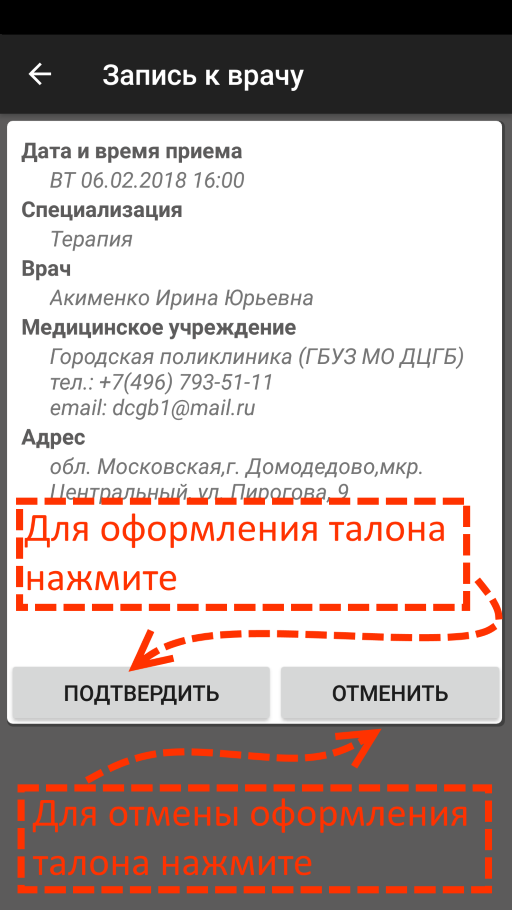 Запись к врачу
Дата и время приема
ВТ 06.02.2018 16:00
Специализация
Терапия
Врач
Акименко Ирина Юрьевна
Медицинское учреждение
Городская поликлиника (ГБУЗ МО ДЦГБ)
тел.: +7(496) 793-51-11
email: dcgb1@mail.ru
Адрес
обл. Московская,г. Домодедово,мкр.
Центральный, ул. Пирогова, 9
Для оформления талона
нажмите
ПОДТВЕРДИТЬ ОТМЕНИТЬ
Для отмены оформления
талона нажмите